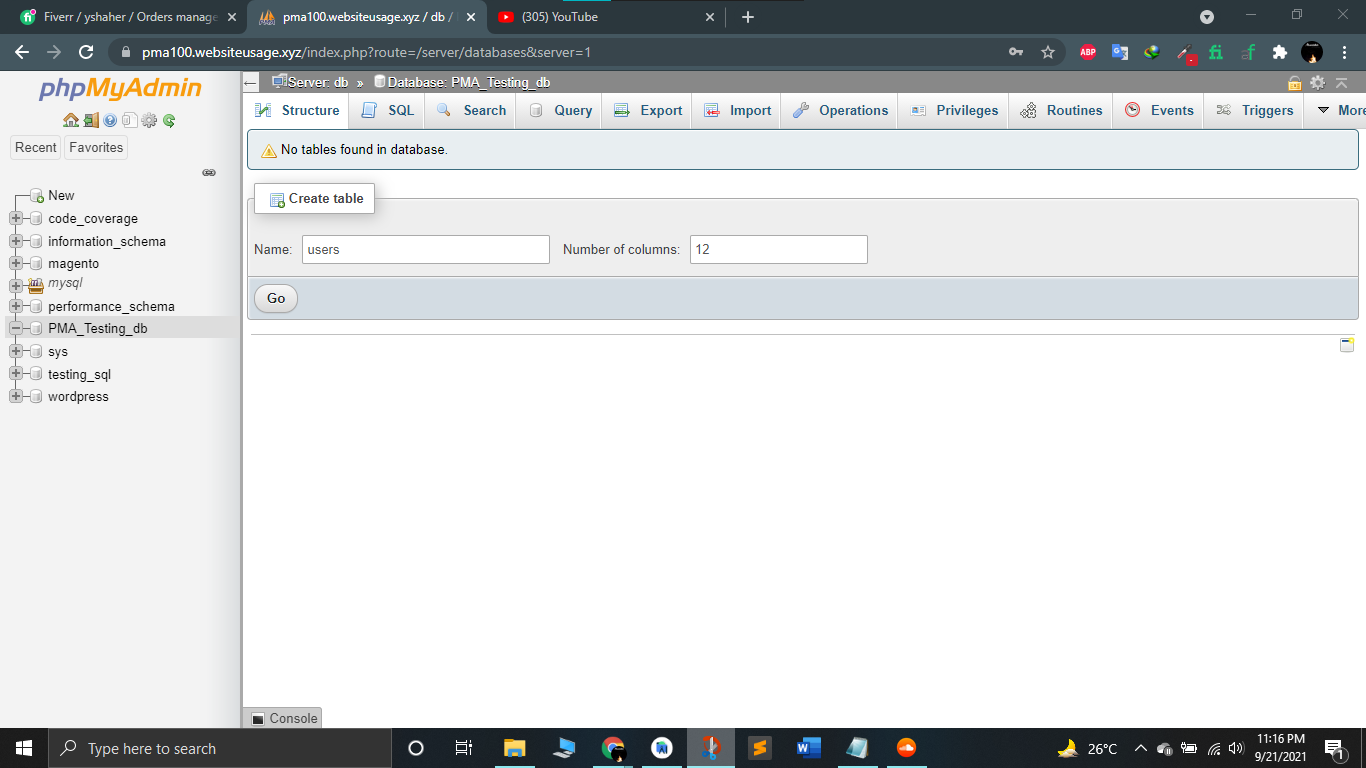 Fiverr / yshaher / Orders manage
pma100.websiteusage.xyz / db /
(305) YouTube
pma100.websiteusage.xyz/index.php?route=/server/databases&server=1
ABP
phpMyAdmin
Server: db » Database: PMA_Testing_db
Structure SQL Search Query Export Import Operations Privileges Routines Events Triggers More
Recent Favorites
No tables found in database.
New
code_coverage
information_schema
magento
mysql
performance_schema
PMA_Testing_db
sys
testing_sql
wordpress
Create table
Name: users Number of columns: 12
Go
Console
Type here to search
26°C
11:16 PM
9/21/2021
1